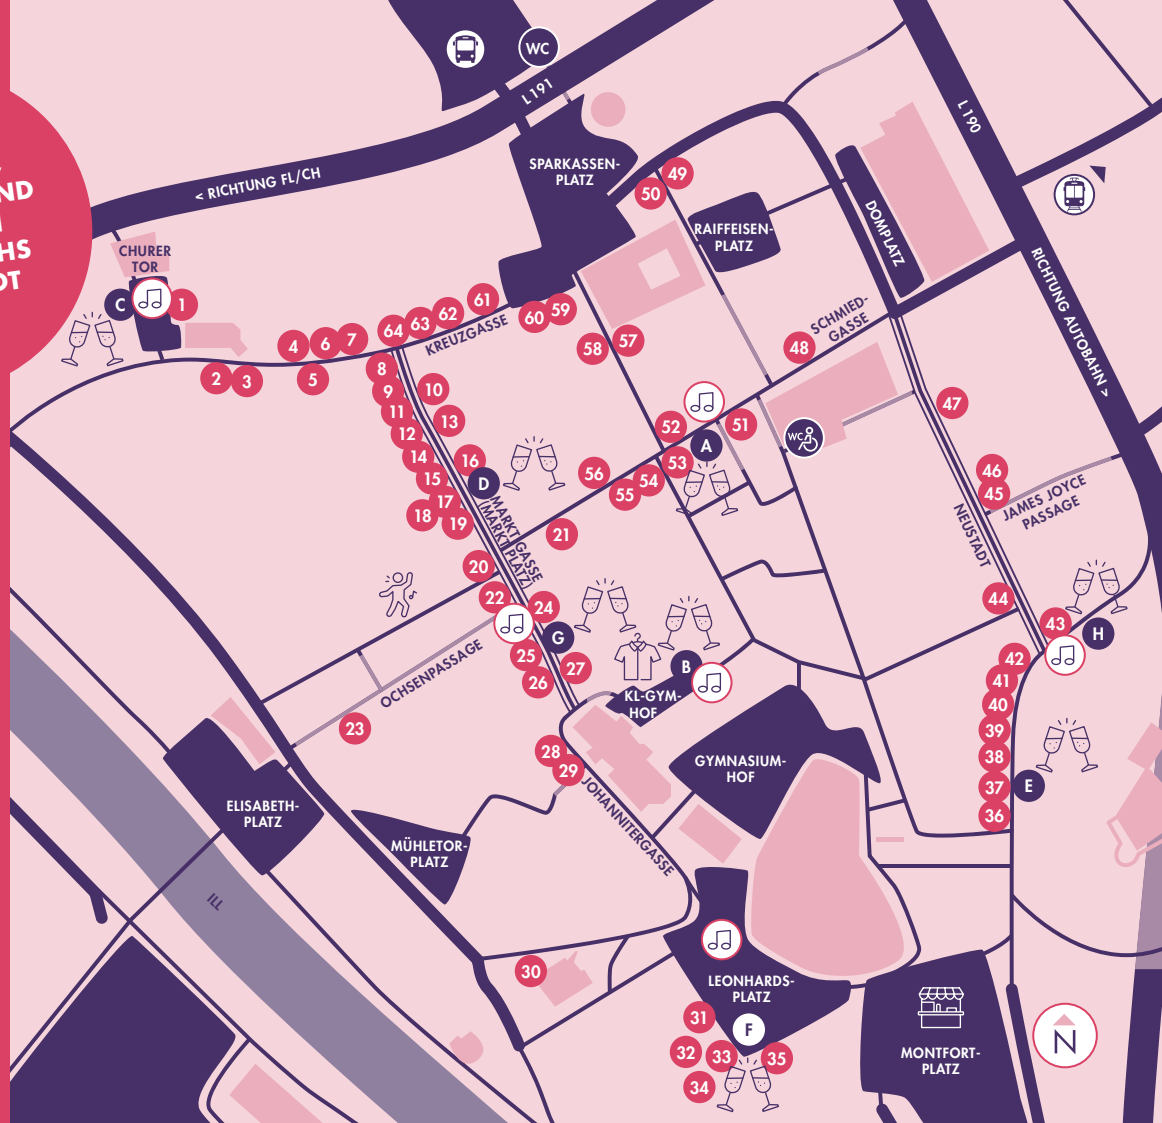 WC
L191
L190
SPARKASSEN-
PLATZ
49
50
< RICHTUNG FL/CH
ND
HS
OT
RAIFFEISEN-
PLATZ
DOMPLATZ
CHURER
TOR
C
1
RICHTUNG AUTOBAHN >
61
62
63
64
KREUZGASSE
60
59
SCHMIED-
GASSE
4
6
7
58
57
48
2
3
5
8
9
10
11
13
12
47
52
51
A
WC
14
16
15
D
56
53
54
55
46
45
JAMES JOYCE
PASSAGE
17
18
19
MARKTGASSE
(MARKTPLATZ)
21
NEUSTADT
20
22
24
44
43
H
G
25
26
27
OCHSENPASSAGE
B
KL-GYM-
HOF
42
41
40
23
28
29
39
38
37
36
E
GYMNASIUM-
HOF
JOHANNITERGASSE
ELISABETH-
PLATZ
MÜHLETOR-
PLATZ
ILL
30
LEONHARDS-
PLATZ
31
F
32
33
35
34
MONTFORT-
PLATZ
N